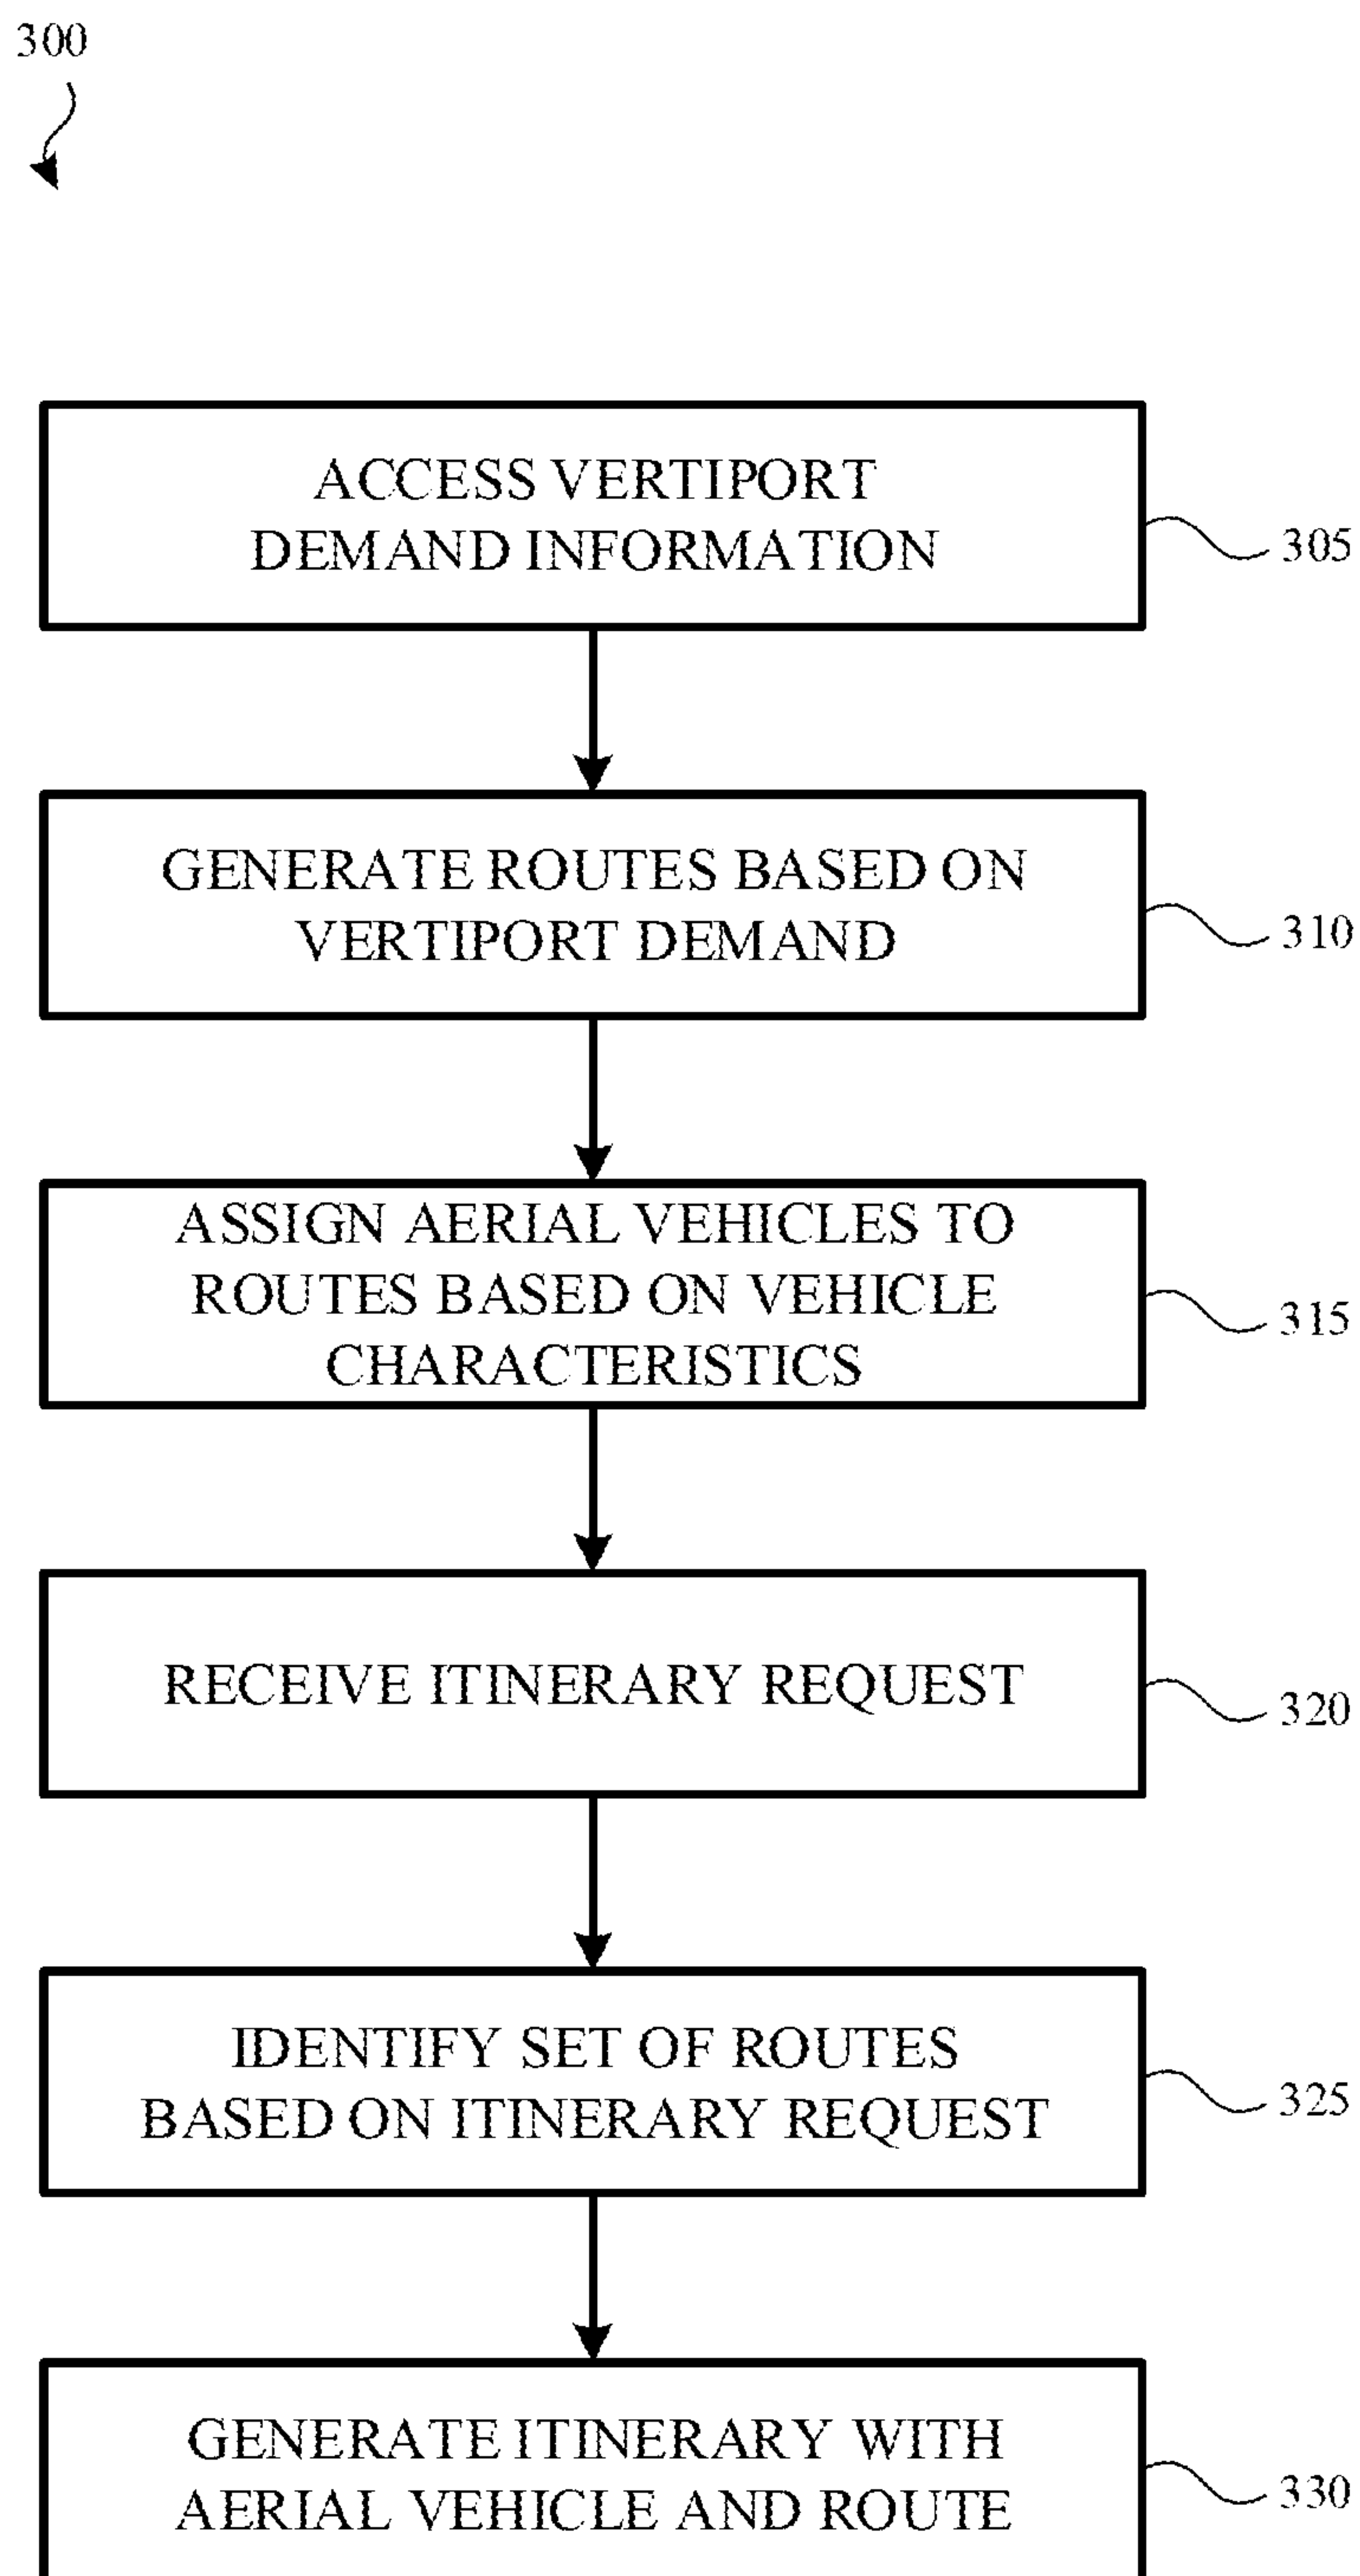 300
ACCESS VERTIPORT
DEMAND INFORMATION
305
GENERATE ROUTES BASED ON
VERTIPORT DEMAND
310
ASSIGN AERIAL VEHICLES TO
ROUTES BASED ON VEHICLE
CHARACTERISTICS
315
RECEIVE ITINERARY REQUEST
320
IDENTIFY SET OF ROUTES
BASED ON ITINERARY REQUEST
325
GENERATE ITINERARY WITH
AERIAL VEHICLE AND ROUTE
330